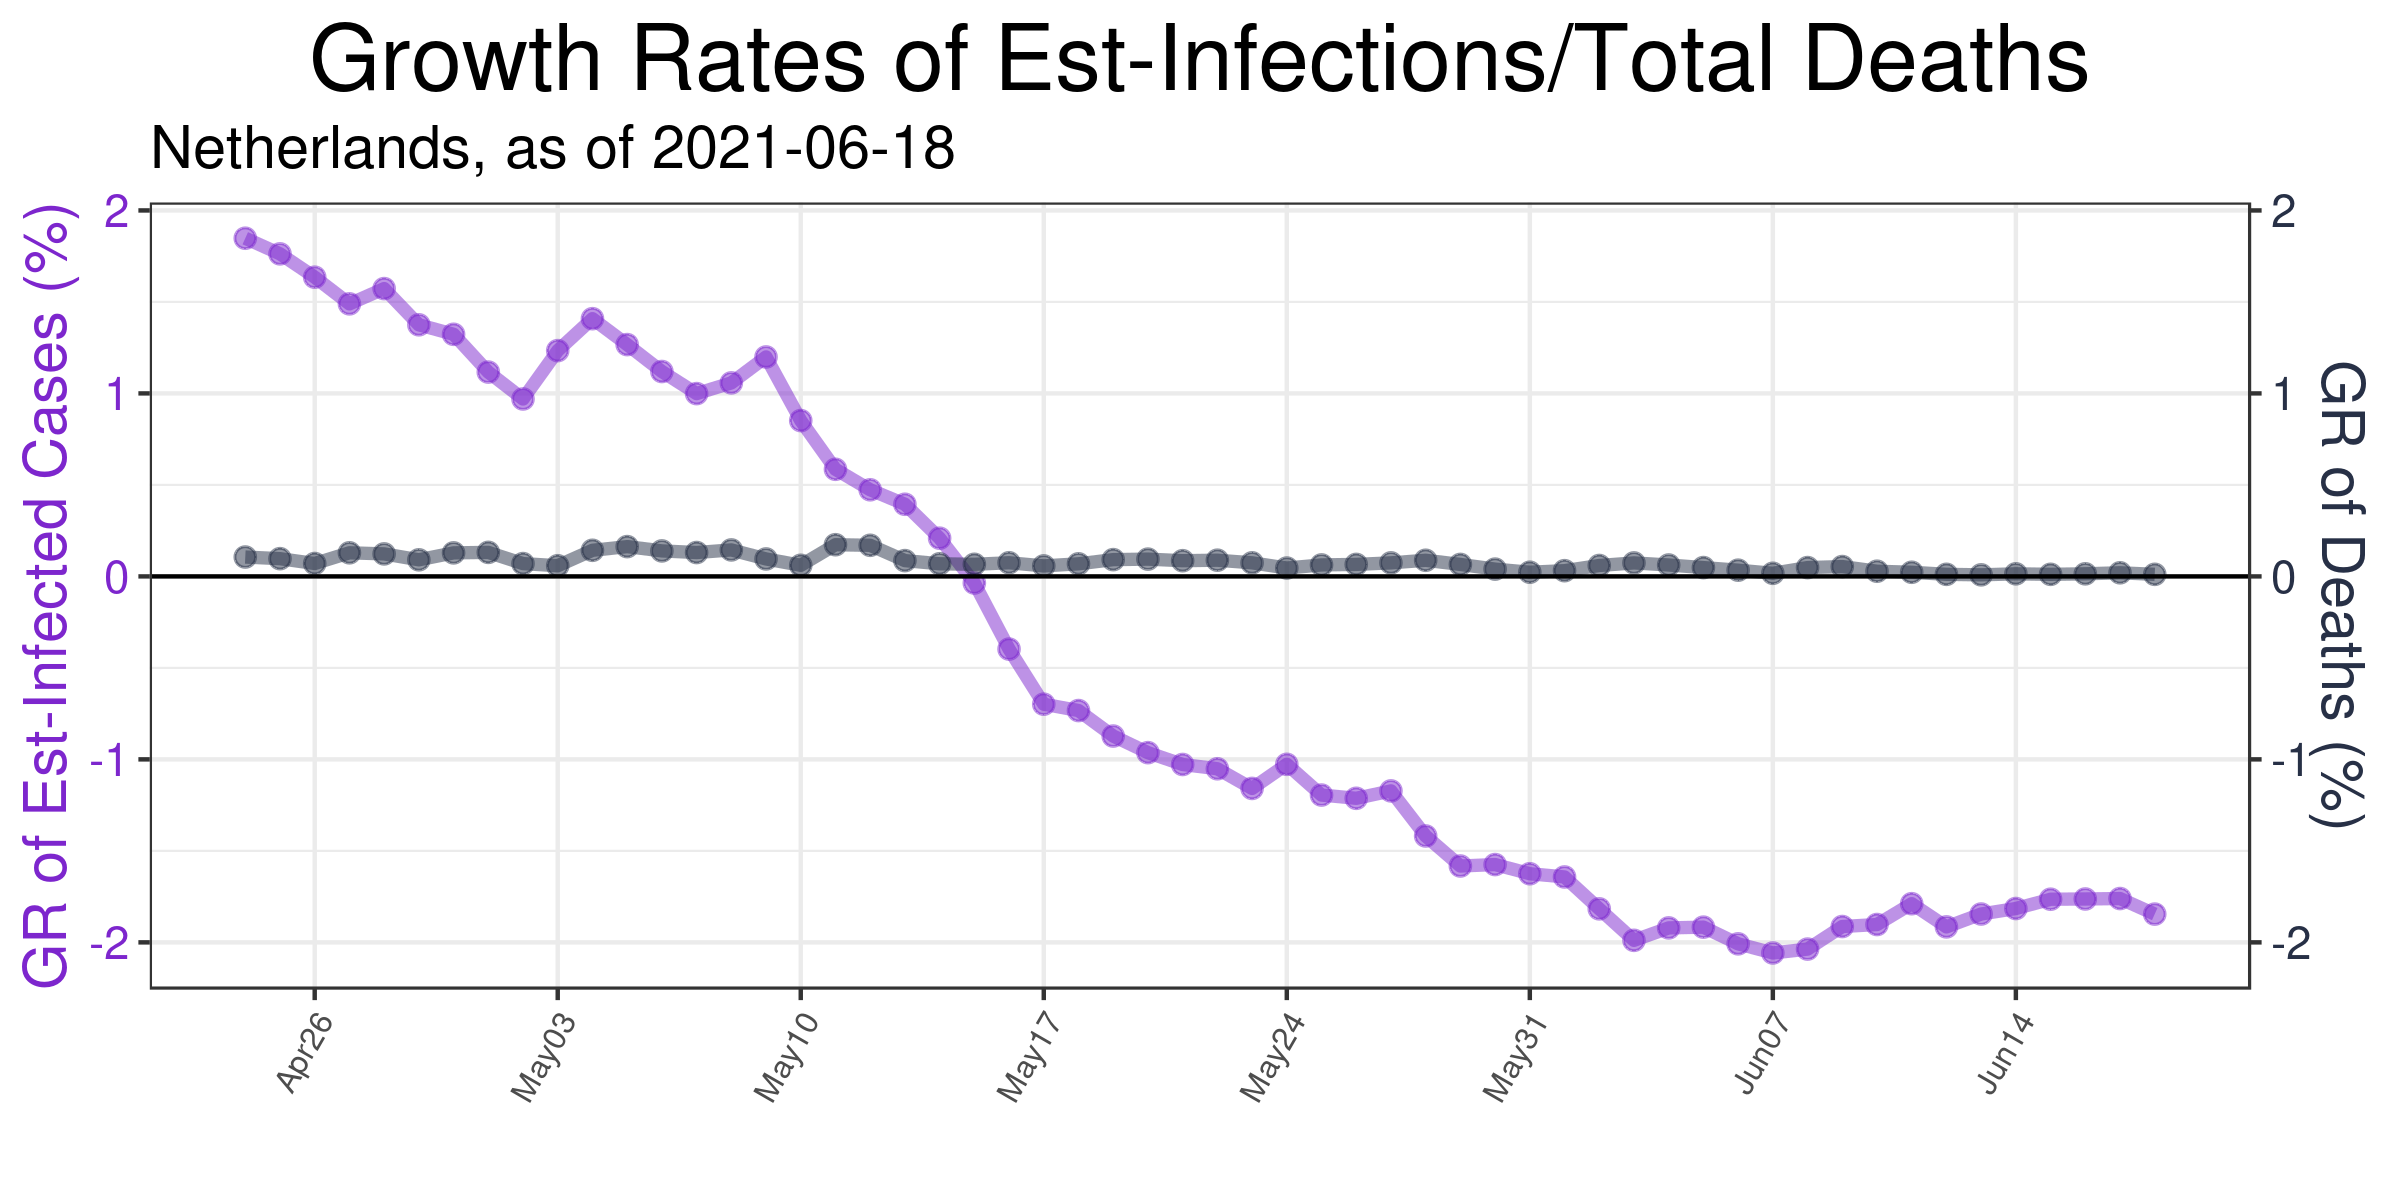 Growth Rates of Est-Infections/Total Deaths
Netherlands, as of 2021-06-18
GR of Est-Infected Cases (%)
2
1
0
-1
-2
2
1
0
-1
-2
GR of Deaths (%)
Apr26
May03
May10
May17
May24
May31
Jun07
Jun14